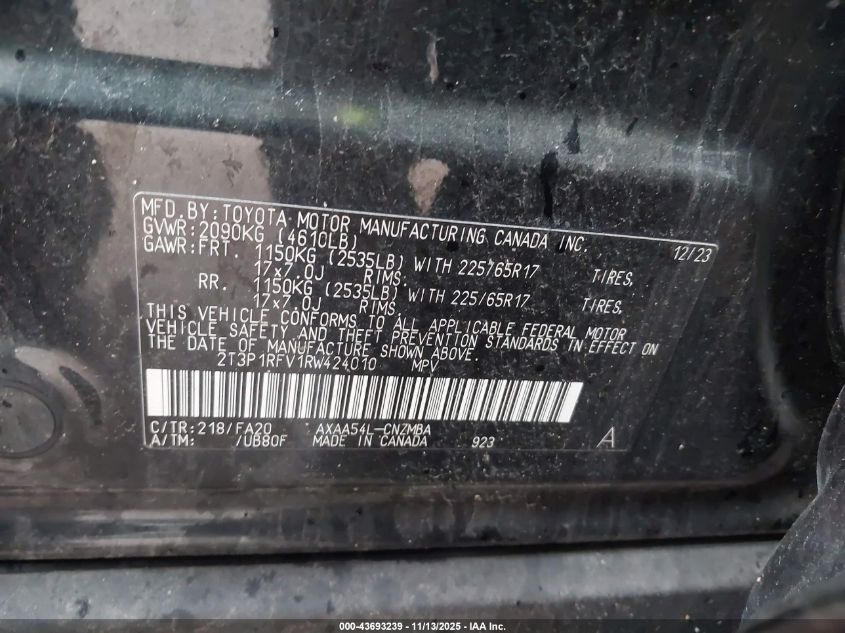 MFD. BY: TOYOTA MOTOR MANUFACTURING CANADA INC.
GVWR: 2090KG (4610LB) 12/23
GAWR: FRT. 1150KG (2535LB) WITH 225/65R17 TIRES,
17x7.0J RIMS.
RR. 1150KG (2535LB) WITH 225/65R17 TIRES,
17x7.0J RIMS.
THIS VEHICLE CONFORMS TO ALL APPLICABLE FEDERAL MOTOR
VEHICLE SAFETY AND THEFT PREVENTION STANDARDS IN EFFECT ON
THE DATE OF MANUFACTURE SHOWN ABOVE.
2T3P1RFV1RW424010 MPV
C/TR: 218/FA20 AXAA54L-CNZMBA
A/TM: /UB80F MADE IN CANADA 923 A
000-43693239 - 11/13/2025 - IAA Inc.